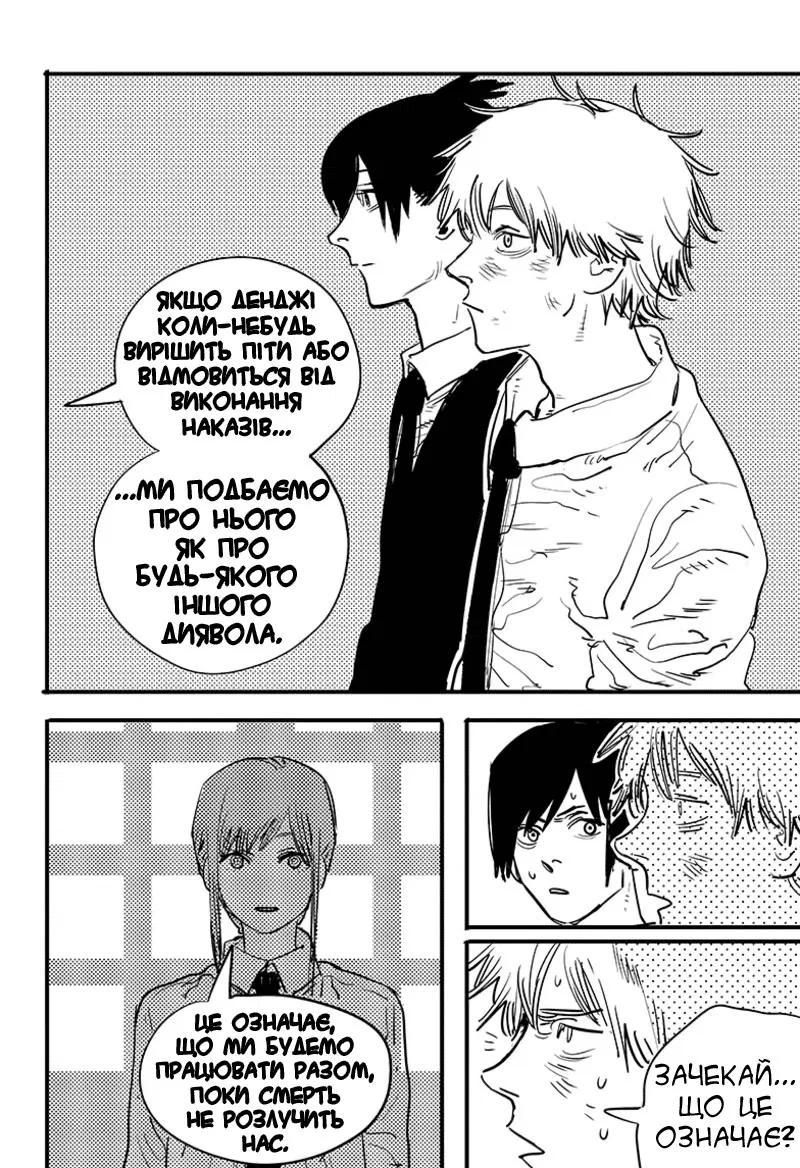 ЯКЩО ДЕНДЖІ
КОЛИ-НЕБУДЬ
ВИРІШИТЬ ПІТИ АБО
ВІДМОВИТЬСЯ ВІД
ВИКОНАННЯ
НАКАЗІВ...
...МИ ПОДБАЄМО
ПРО НЬОГО
ЯК ПРО
БУДЬ-ЯКОГО
ІНШОГО
ДИЯВОЛА.
ЗАЧЕКАЙ...
ЩО ЦЕ
ОЗНАЧАЄ?
ЦЕ ОЗНАЧАЄ,
ЩО МИ БУДЕМО
ПРАЦЮВАТИ РАЗОМ,
ПОКИ СМЕРТЬ
НЕ РОЗЛУЧИТЬ
НАС.